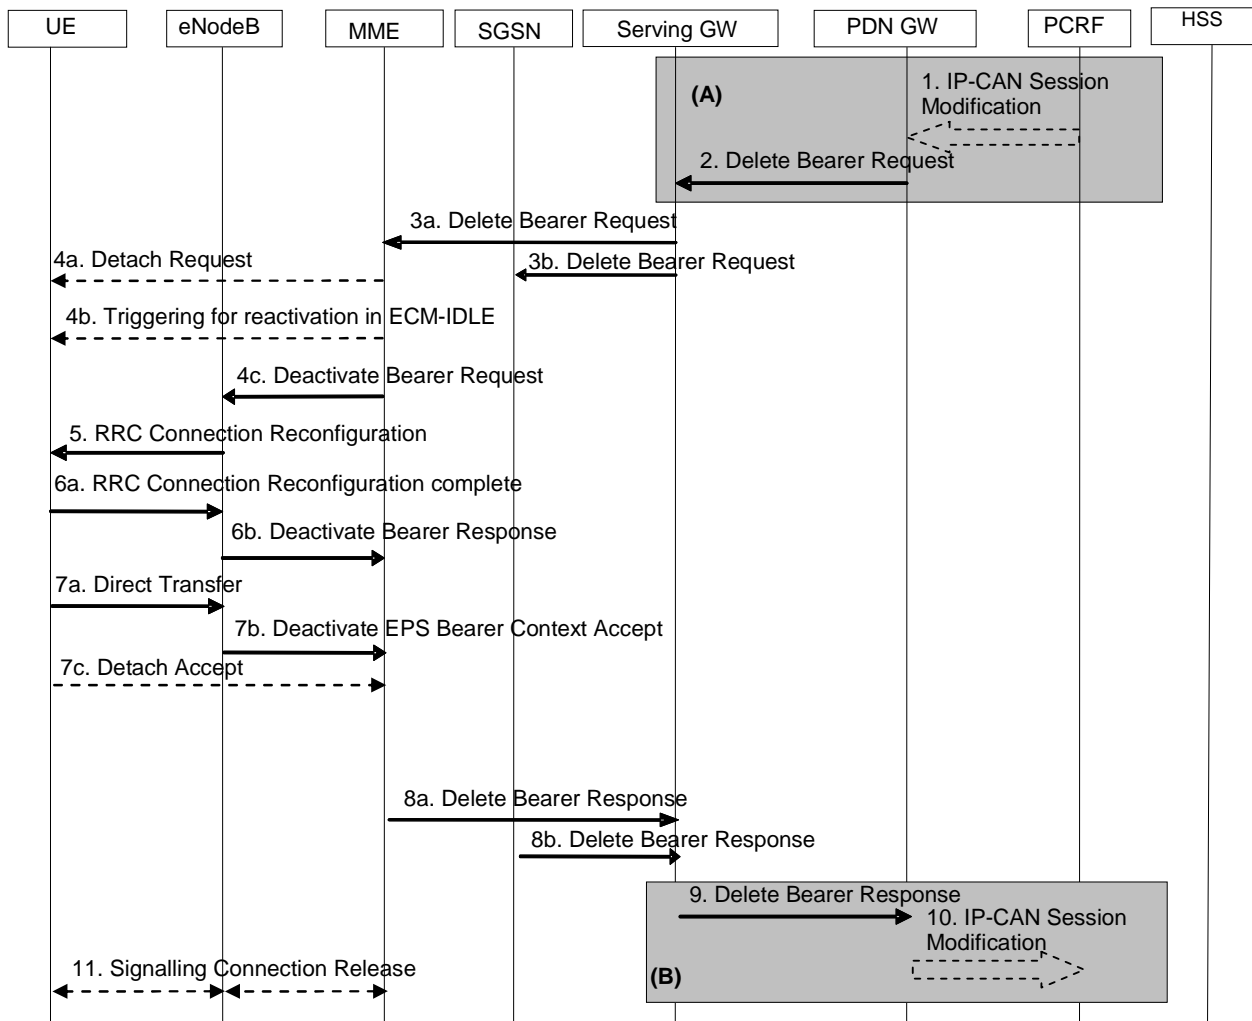 UE
eNodeB
MME
SGSN
Serving GW
PDN GW
PCRF
HSS
(A)
1. IP-CAN Session
Modification
2. Delete Bearer Request
3a. Delete Bearer Request
3b. Delete Bearer Request
4a. Detach Request
4b. Triggering for reactivation in ECM-IDLE
4c. Deactivate Bearer Request
5. RRC Connection Reconfiguration
6a. RRC Connection Reconfiguration complete
6b. Deactivate Bearer Response
7a. Direct Transfer
7b. Deactivate EPS Bearer Context Accept
7c. Detach Accept
8a. Delete Bearer Response
8b. Delete Bearer Response
9. Delete Bearer Response
10. IP-CAN Session
Modification
11. Signalling Connection Release
(B)